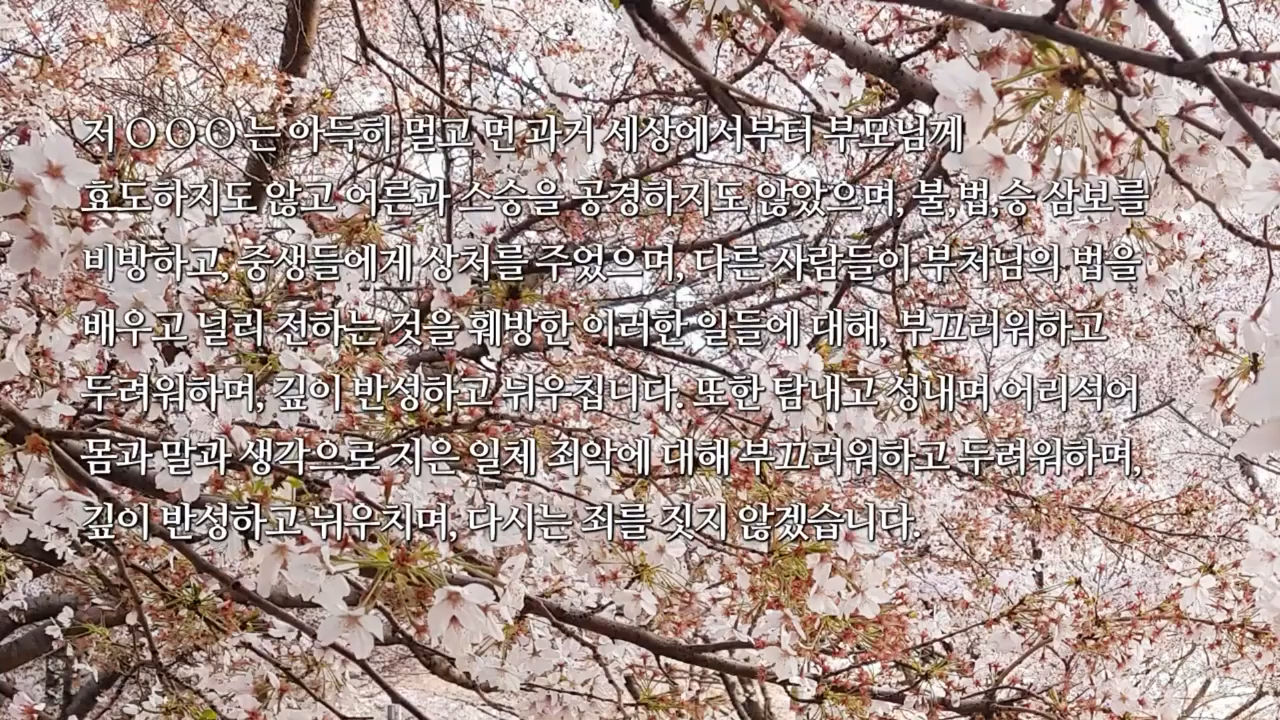 저 ○○○는 아득히 멀고 먼 과거 세상에서부터 부모님께
효도하지도 않고 어른과 스승을 공경하지도 않았으며, 불,법,승 삼보를
비방하고, 중생들에게 상처를 주었으며, 다른 사람들이 부처님의 법을
배우고 널리 전하는 것을 훼방한 이러한 일들에 대해, 부끄러워하고
두려워하며, 깊이 반성하고 뉘우칩니다. 또한 탐내고 성내며 어리석어
몸과 말과 생각으로 지은 일체 죄악에 대해 부끄러워하고 두려워하며,
깊이 반성하고 뉘우치며, 다시는 죄를 짓지 않겠습니다.